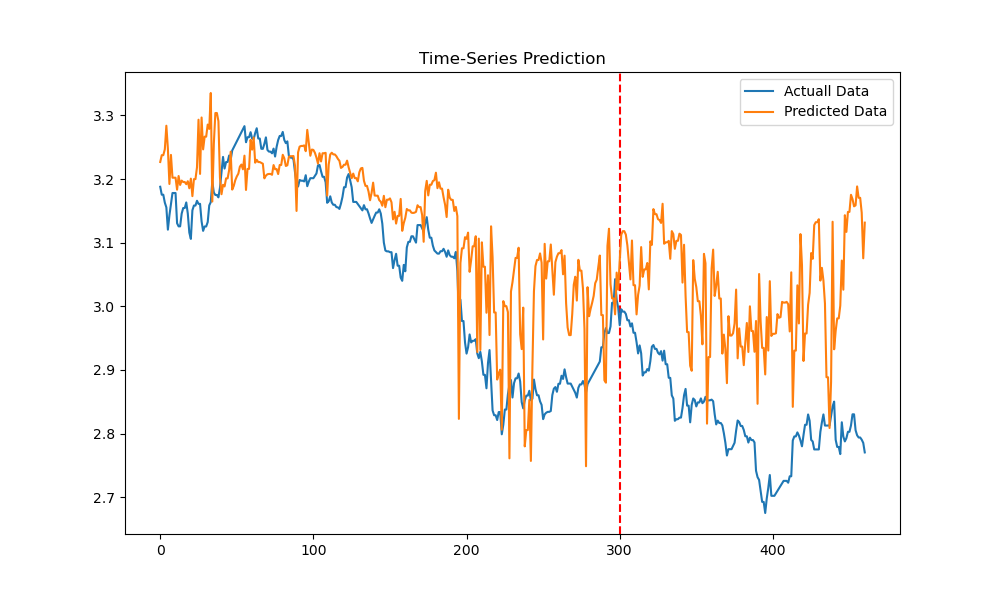 Time-Series Prediction
Actuall Data
Predicted Data
3.3
3.2
3.1
3.0
2.9
2.8
2.7
0 100 200 300 400